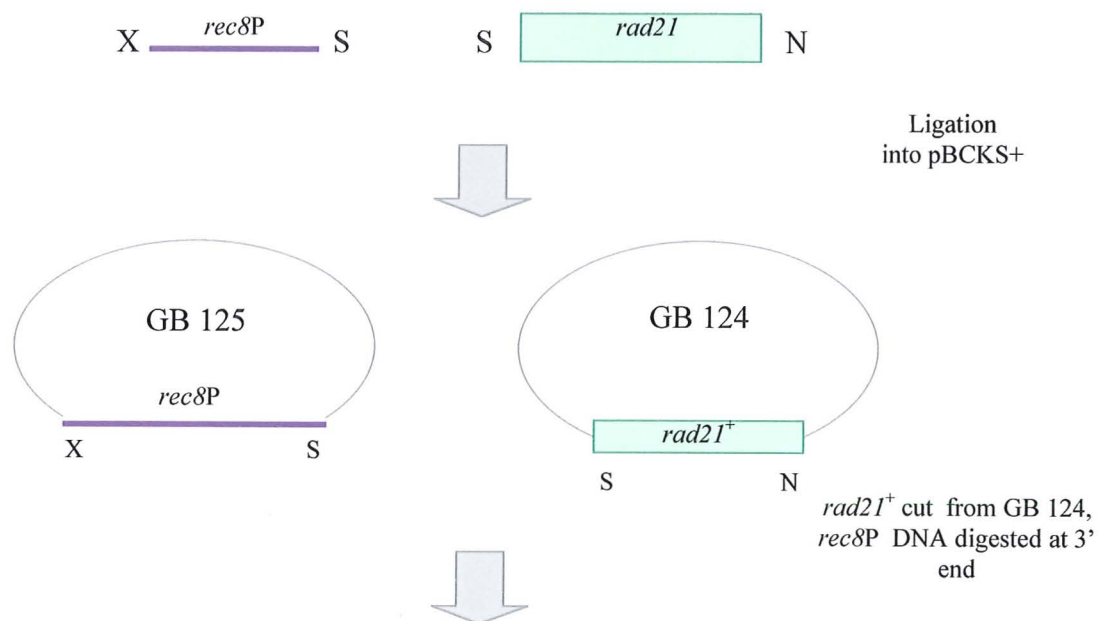 X rec8P S S rad21 N
Ligation
into pBCKS+
GB 125 GB 124
rec8P rad21+
X S
S N
rad21+ cut from GB 124,
rec8P DNA digested at 3’
end